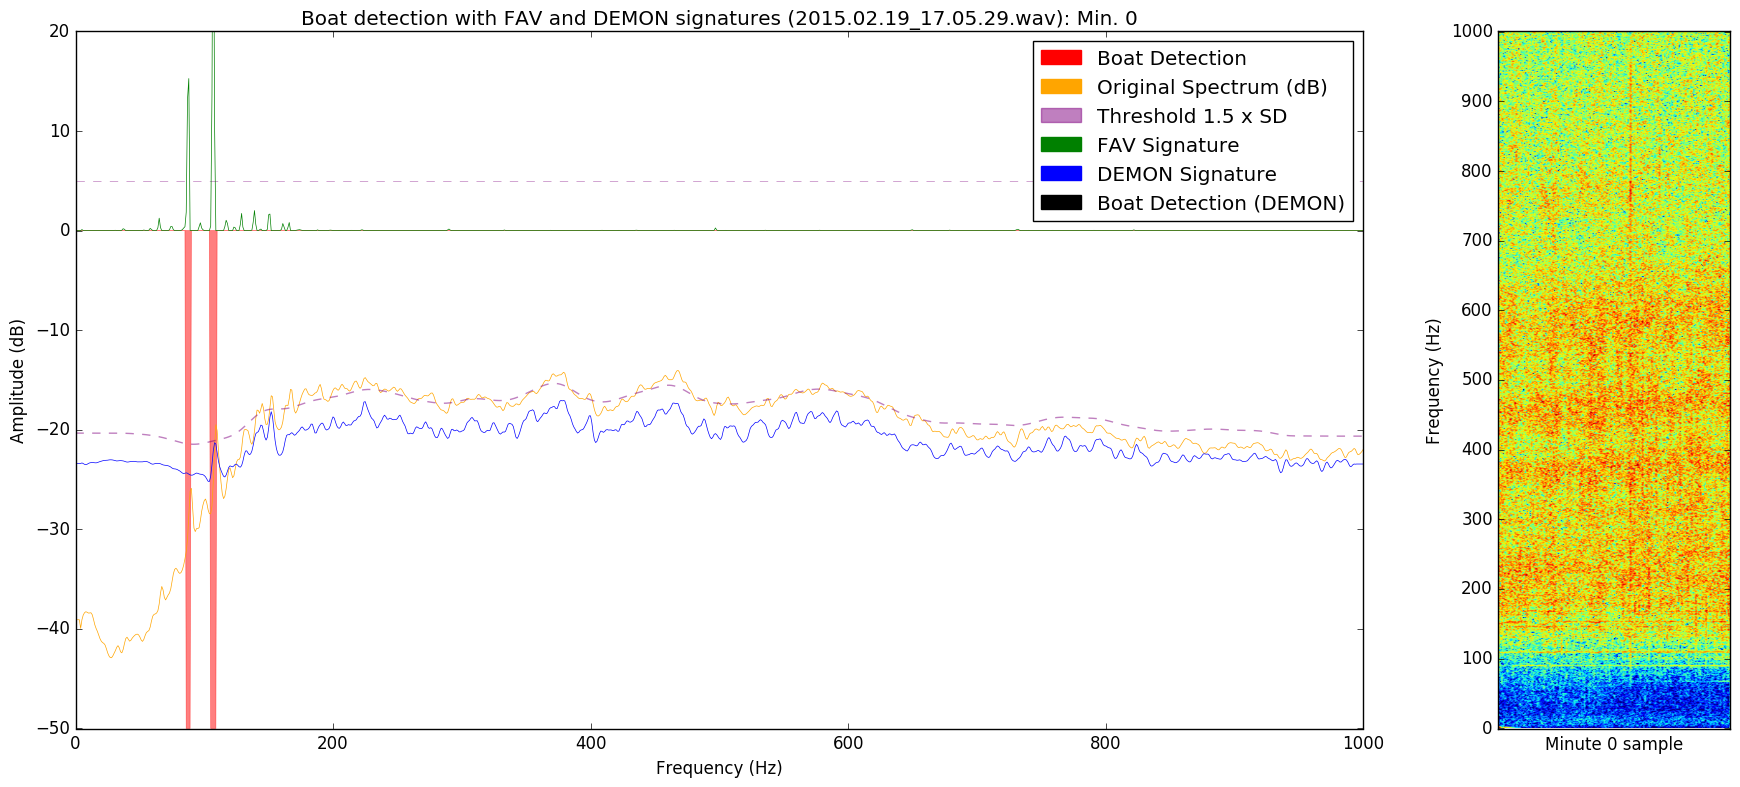 Boat detection with FAV and DEMON signatures (2015.02.19_17.05.29.wav): Min. 0
20
10
0
−10
−20
−30
−40
−50
Amplitude (dB)
0
200
400
600
800
1000
Frequency (Hz)
Boat Detection
Original Spectrum (dB)
Threshold 1.5 x SD
FAV Signature
DEMON Signature
Boat Detection (DEMON)
1000
900
800
700
600
500
400
300
200
100
0
Frequency (Hz)
Minute 0 sample